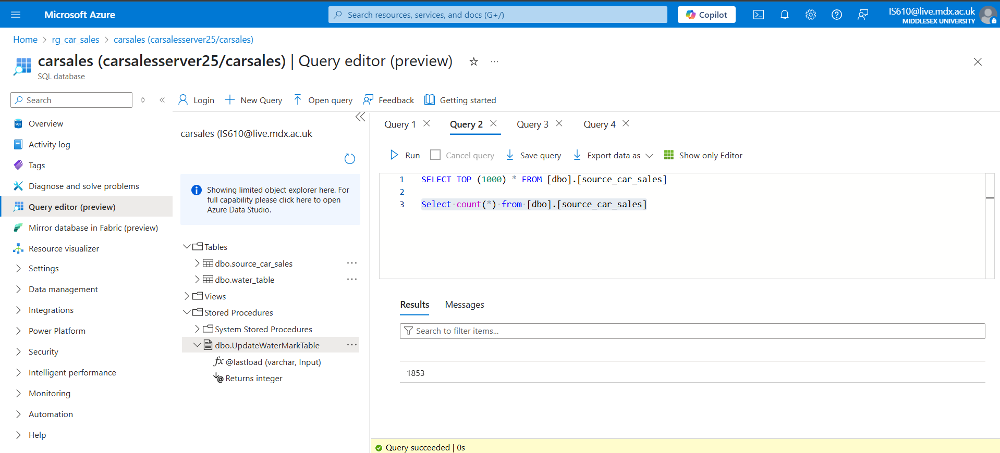 Microsoft Azure
Search resources, services, and docs (G+/)
Copilot
IS610@live.mdx.ac.uk
MIDDLESEX UNIVERSITY
Home > rg_car_sales > carsales (carsalesserver25/carsales)
carsales (carsalesserver25/carsales) | Query editor (preview)
SQL database
Search
Login
New Query
Open query
Feedback
Getting started
Overview
Activity log
Tags
Diagnose and solve problems
Query editor (preview)
Mirror database in Fabric (preview)
Resource visualizer
Settings
Data management
Integrations
Power Platform
Security
Intelligent performance
Monitoring
Automation
Help
carsales (IS610@live.mdx.ac.uk
Showing limited object explorer here. For
full capability please click here to open
Azure Data Studio.
Tables
dbo.source_car_sales
dbo.water_table
Views
Stored Procedures
System Stored Procedures
dbo.UpdateWaterMarkTable
@lastload (varchar, Input)
Returns integer
Query 1
Query 2
Query 3
Query 4
Run
Cancel query
Save query
Export data as
Show only Editor
1 SELECT TOP (1000) * FROM [dbo].[source_car_sales]
2
3 Select count(*) from [dbo].[source_car_sales]
Results
Messages
Search to filter items...
1853
Query succeeded | 0s